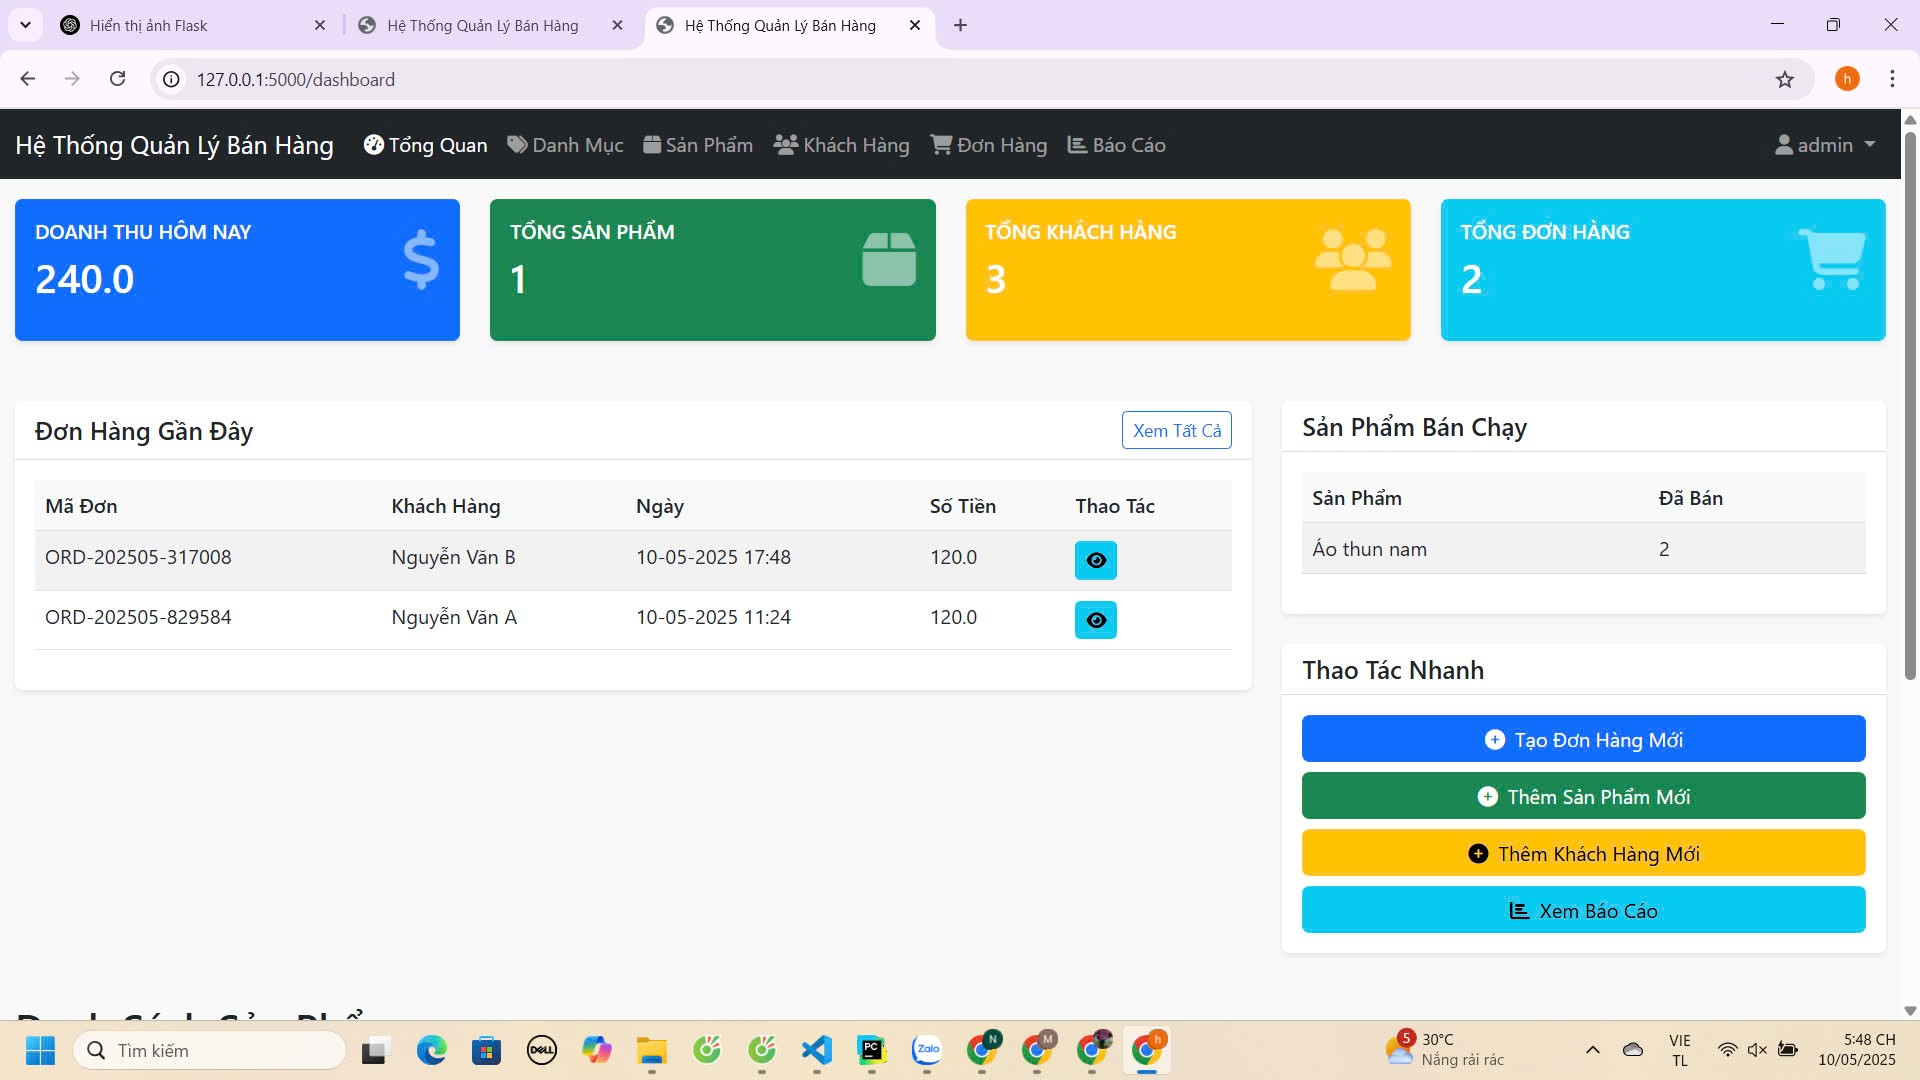 Hiển thị ảnh Flask
Hệ Thống Quản Lý Bán Hàng
Hệ Thống Quản Lý Bán Hàng
127.0.0.1:5000/dashboard
h
Hệ Thống Quản Lý Bán Hàng
Tổng Quan
Danh Mục
Sản Phẩm
Khách Hàng
Đơn Hàng
Báo Cáo
admin
DOANH THU HÔM NAY
240.0
TỔNG SẢN PHẨM
1
TỔNG KHÁCH HÀNG
3
TỔNG ĐƠN HÀNG
2
Đơn Hàng Gần Đây
Xem Tất Cả
Mã Đơn Khách Hàng Ngày Số Tiền Thao Tác
ORD-202505-317008 Nguyễn Văn B 10-05-2025 17:48 120.0
ORD-202505-829584 Nguyễn Văn A 10-05-2025 11:24 120.0
Sản Phẩm Bán Chạy
Sản Phẩm Đã Bán
Áo thun nam 2
Thao Tác Nhanh
Tạo Đơn Hàng Mới
Thêm Sản Phẩm Mới
Thêm Khách Hàng Mới
Xem Báo Cáo
Tìm kiếm
DELL
PC
Zalo
N
M
h
5
30°C
Nắng rải rác
VIE
TL
5:48 CH
10/05/2025